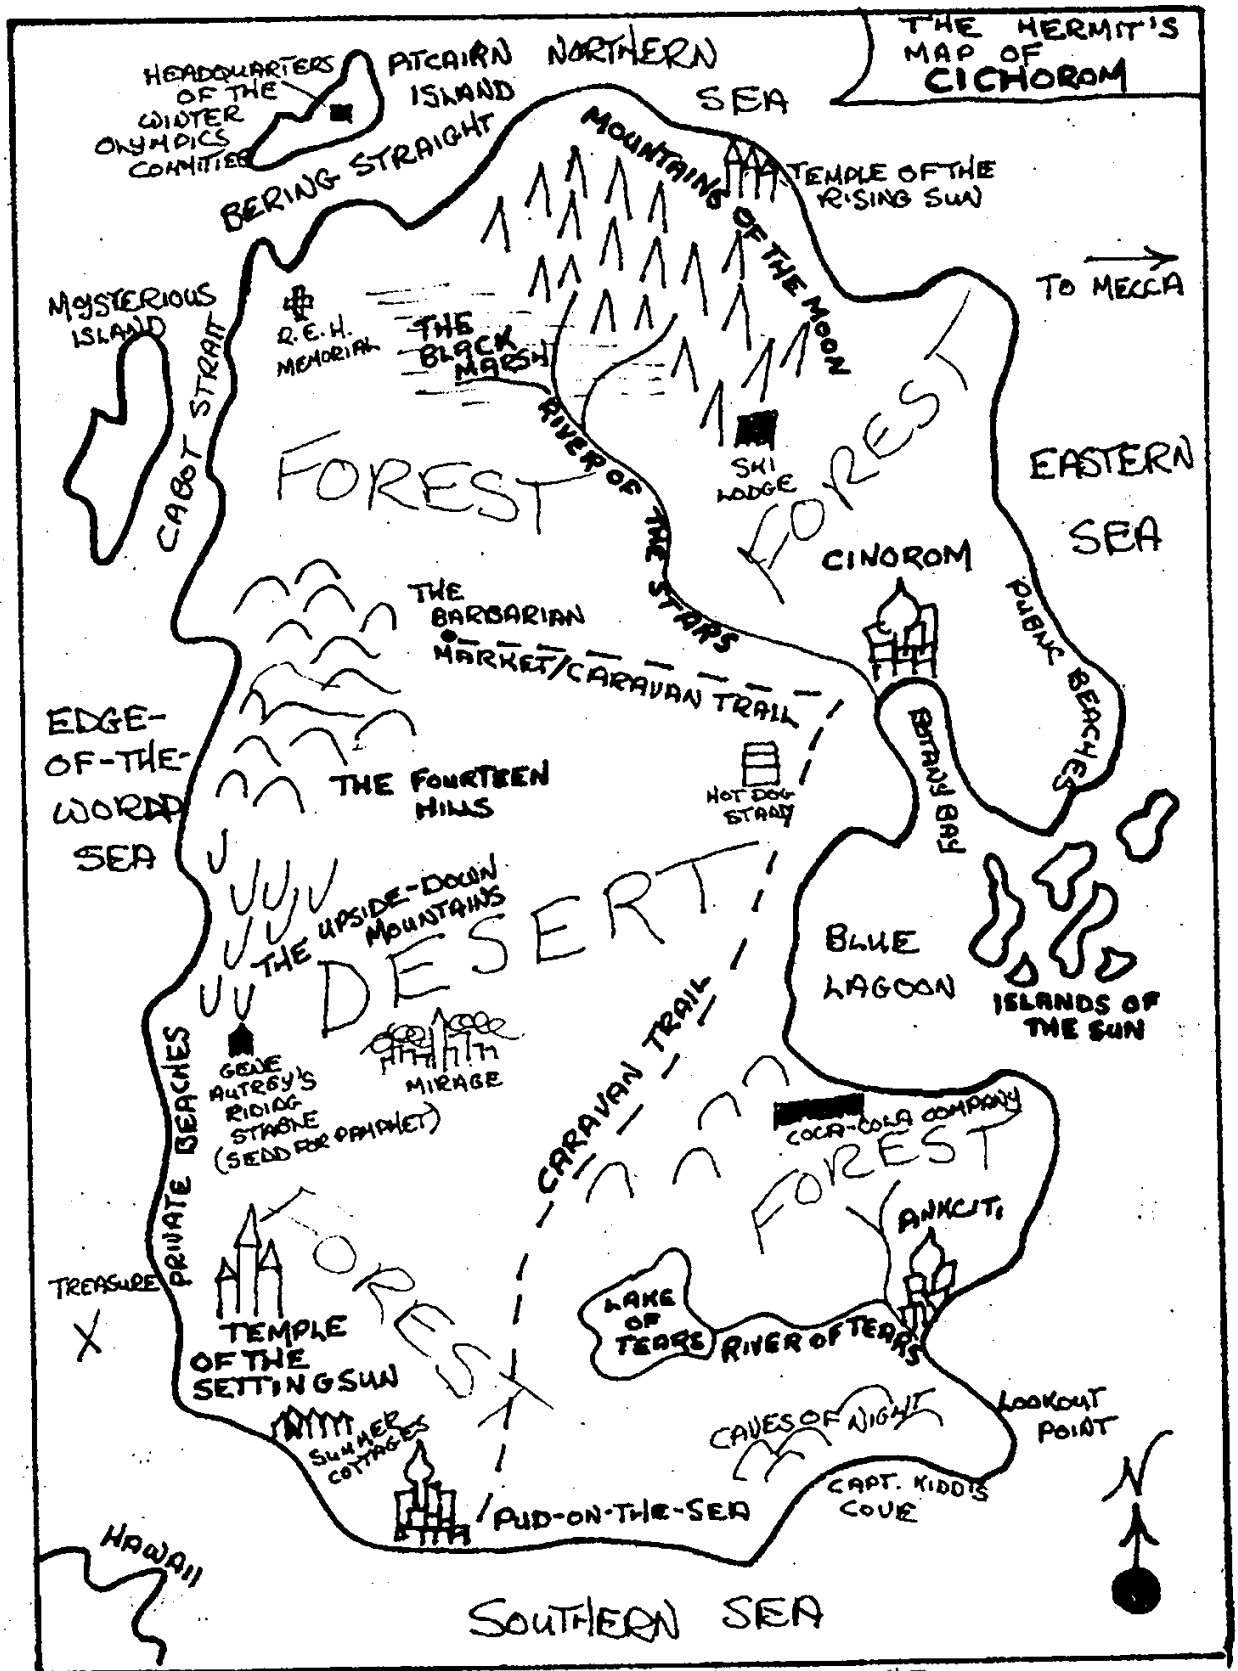 THE HERMIT'S
MAP OF
CICHOROM
HEADQUARTERS
OF THE
WINTER
OLYMPICS
COMMITIEE
ATCAIRN
ISLAND
NORTHERN
SEA
BERING STRAIGHT
MOUNTAINS OF THE MOON
TEMPLE OF THE
RISING SUN
TO MECCA
MYSTERIOUS
ISLAND
CABOT STRAIT
R.E.H.
MEMORIAL
THE
BLACK
MARSH
RIVER OF THE STARS
FOREST
SKI
LODGE
FOREST
EASTERN
SEA
CINOROM
PUBLIC BEACHES
THE
BARBARIAN
MARKET/CARAVAN TRAIL
EDGE-
OF-THE-
WORLD
SEA
THE FOURTEEN
HILLS
HOT DOG
STAND
BOTANY BAY
THE UPSIDE-DOWN
MOUNTAINS
DESERT
BLUE
LAGOON
ISLANDS OF
THE SUN
PRIVATE BEACHES
GENE
AUTREY'S
RIDING
STABLE
(SEDD FOR PAMPHET)
MIRAGE
CARAVAN TRAIL
COCA-COLA COMPANY
FOREST
ANKCITI
TREASURE
X
FOREST
TEMPLE
OF THE
SETTING SUN
LAKE
OF
TEARS
RIVER OF TEARS
SUMMER
COTTAGES
CAVES OF NIGHT
LOOKOUT
POINT
CAPT. KIDD'S
COVE
PUD-ON-THE-SEA
N
HAWAII
SOUTHERN SEA